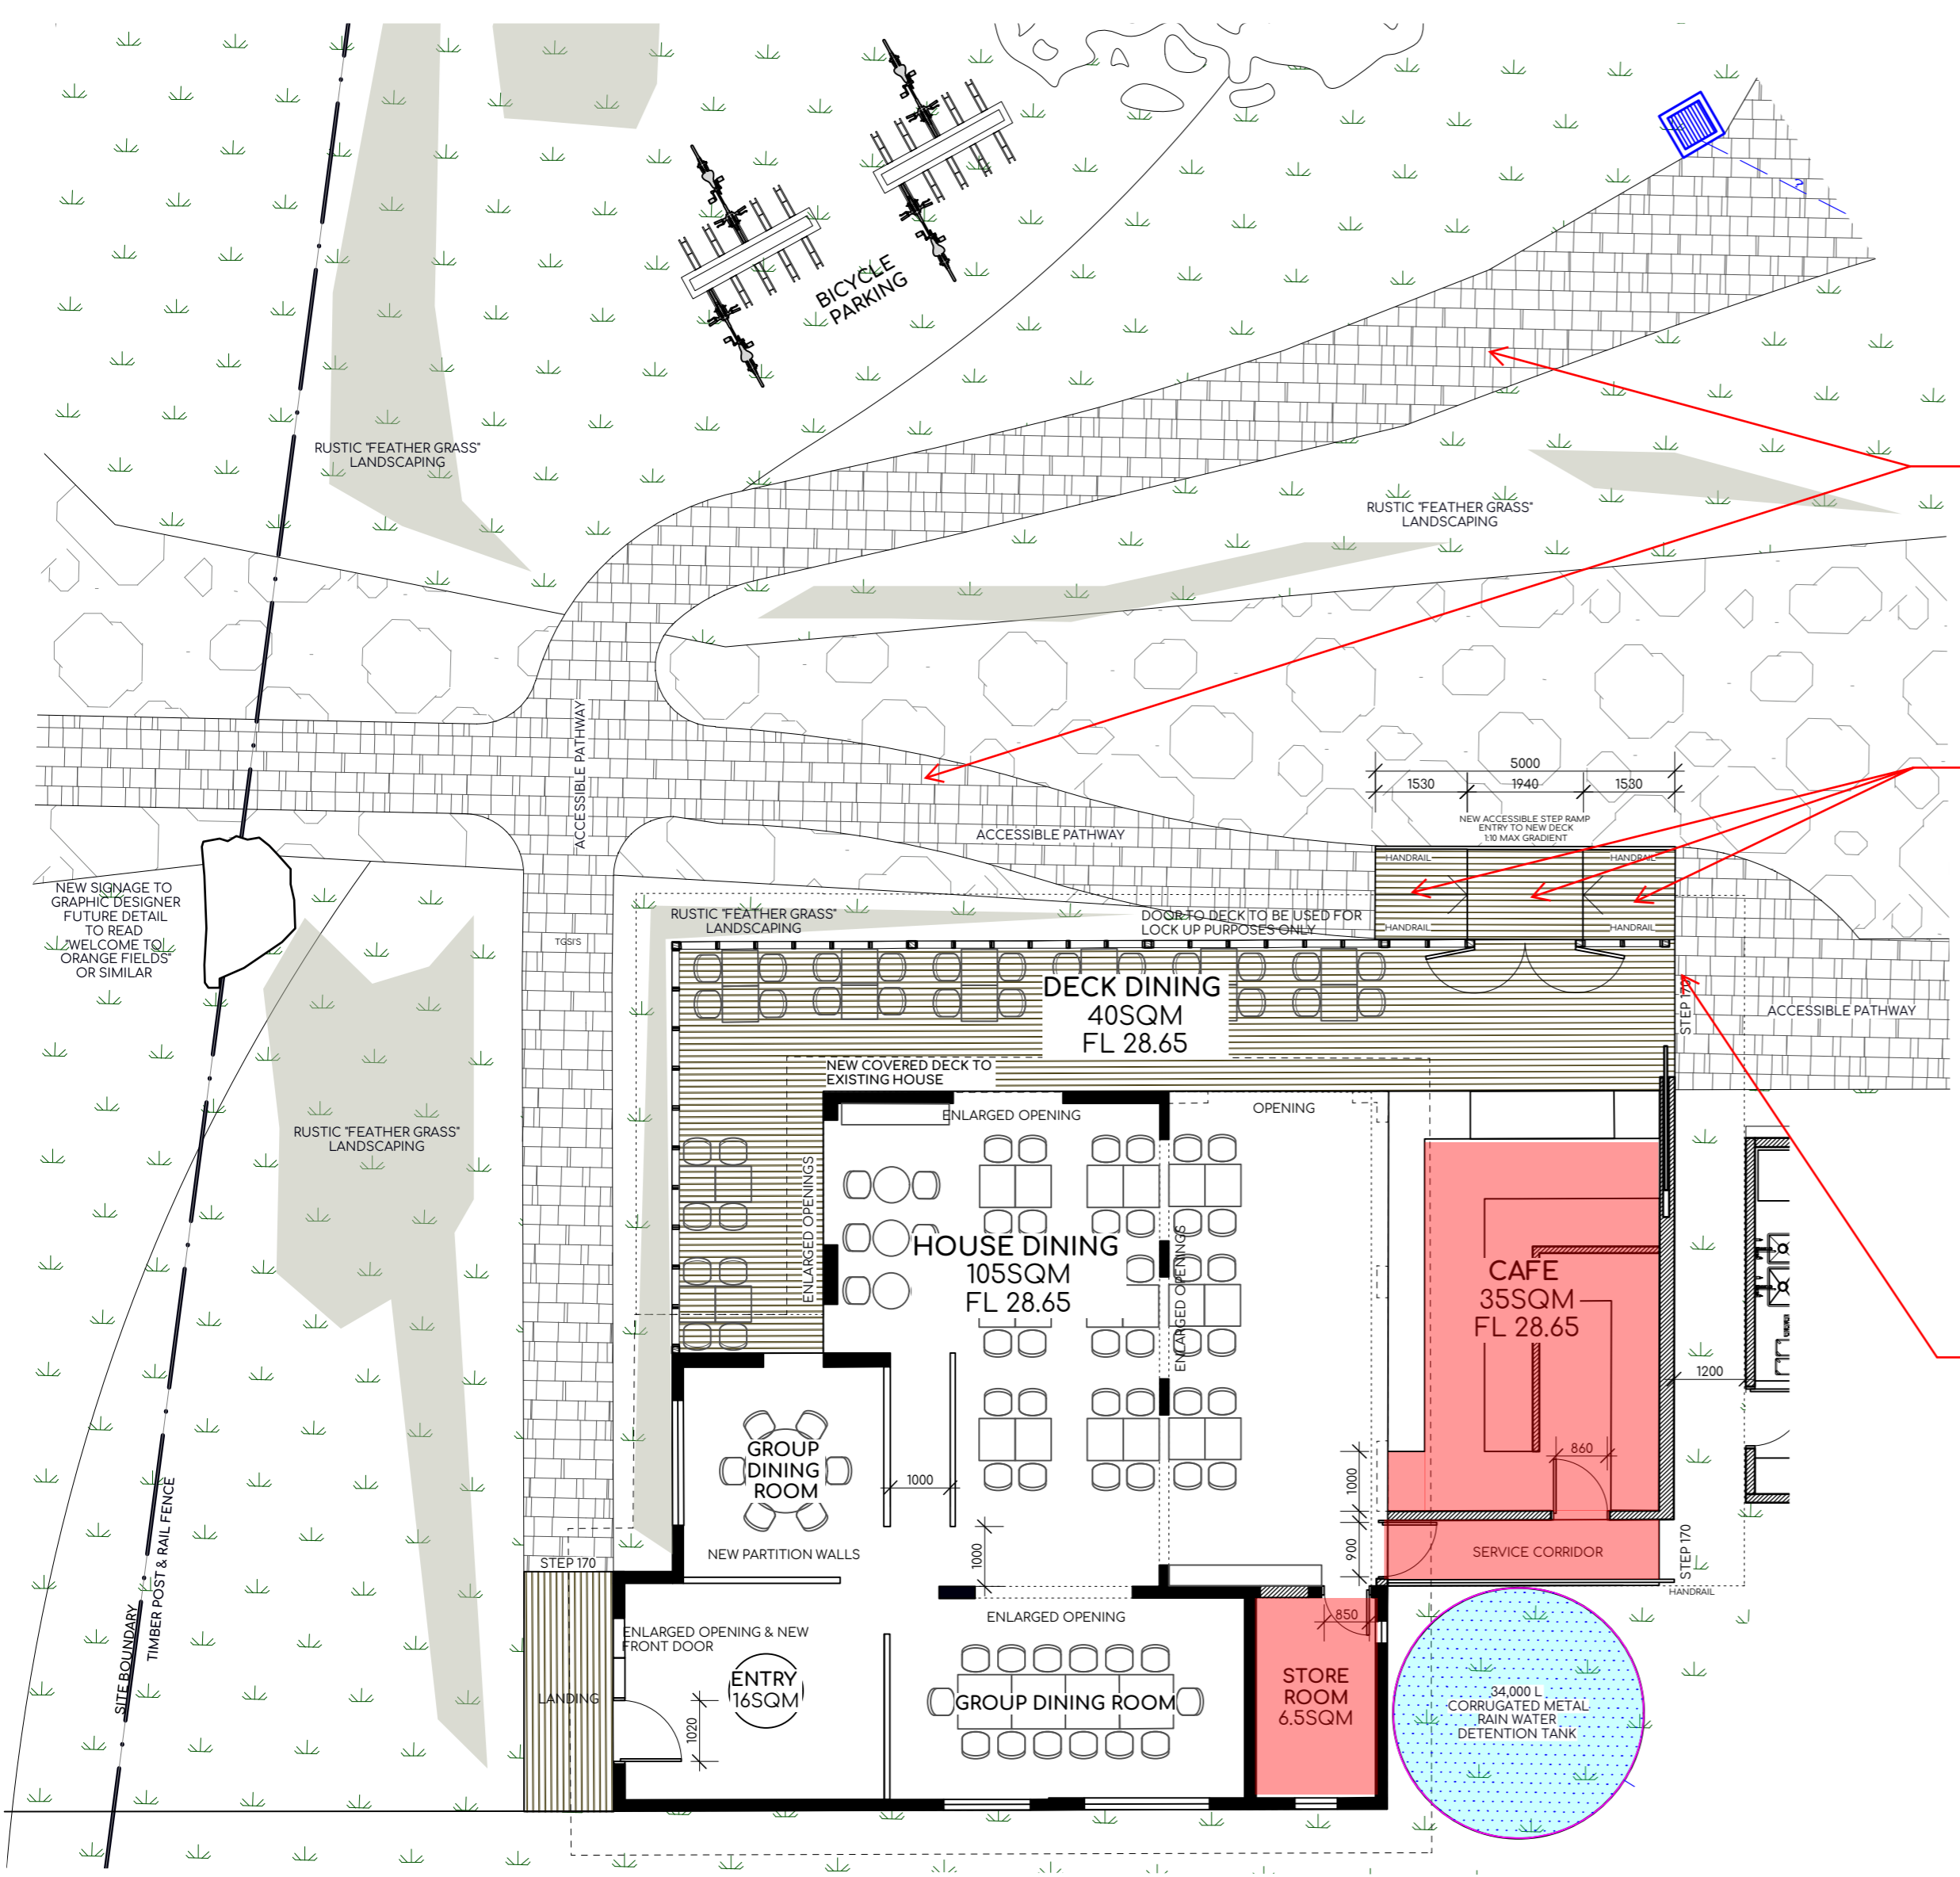 BICYCLE
PARKING
RUSTIC "FEATHER GRASS"
LANDSCAPING
RUSTIC "FEATHER GRASS"
LANDSCAPING
?
ACCESSIBLE PATHWAY
5000
1530
1940
1530
NEW ACCESSIBLE STEP RAMP
ENTRY TO NEW DECK
1:10 MAX GRADIENT
ACCESSIBLE PATHWAY
HANDRAIL
HANDRAIL
HANDRAIL
HANDRAIL
NEW SIGNAGE TO
GRAPHIC DESIGNER
FUTURE DETAIL
TO READ
"WELCOME TO
ORANGE FIELDS"
OR SIMILAR
RUSTIC "FEATHER GRASS"
LANDSCAPING
DOOR TO DECK TO BE USED FOR
LOCK UP PURPOSES ONLY
TGSI'S
DECK DINING
40SQM
FL 28.65
STEP 170
ACCESSIBLE PATHWAY
NEW COVERED DECK TO
EXISTING HOUSE
ENLARGED OPENING
OPENING
RUSTIC "FEATHER GRASS"
LANDSCAPING
ENLARGED OPENINGS
HOUSE DINING
105SQM
FL 28.65
ENLARGED OPENINGS
CAFE
35SQM
FL 28.65
1200
GROUP
DINING
ROOM
1000
860
1000
NEW PARTITION WALLS
1000
900
SERVICE CORRIDOR
STEP 170
HANDRAIL
STEP 170
SITE BOUNDARY
TIMBER POST & RAIL FENCE
ENLARGED OPENING & NEW
FRONT DOOR
ENLARGED OPENING
850
LANDING
ENTRY
16SQM
1020
GROUP DINING ROOM
STORE
ROOM
6.5SQM
34,000 L
CORRUGATED METAL
RAIN WATER
DETENTION TANK